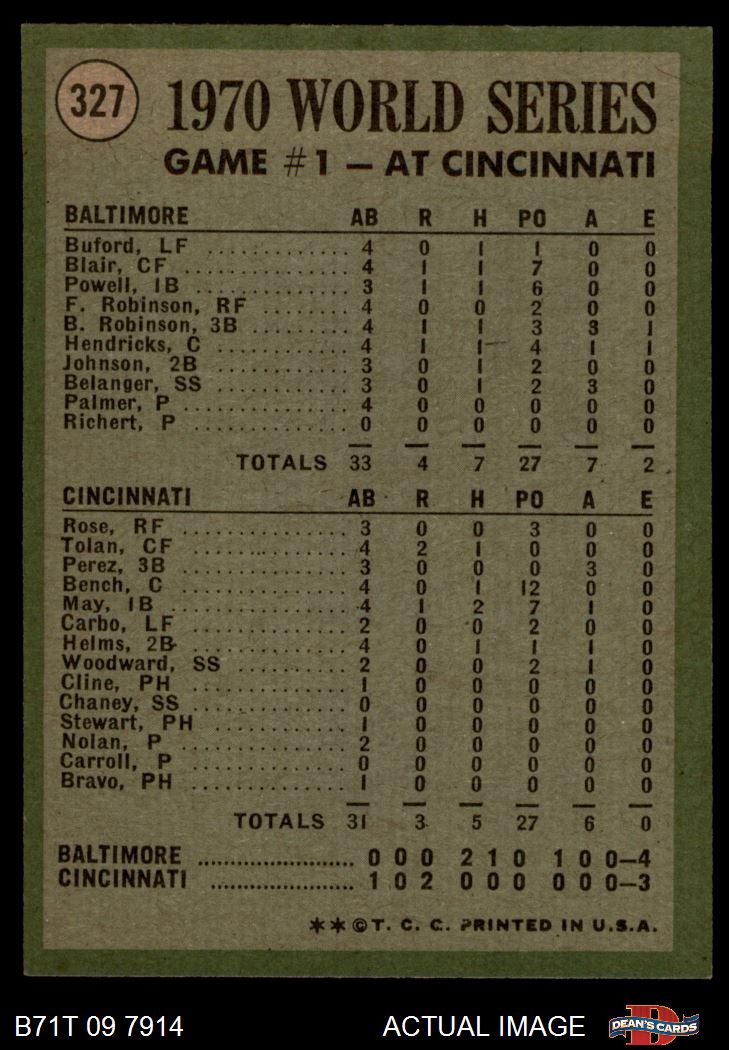 327
1970 WORLD SERIES
GAME #1 — AT CINCINNATI
BALTIMORE AB R H PO A E
Buford, LF .............. 4 0 1 1 0 0
Blair, CF .............. 4 1 1 7 0 0
Powell, 1B .............. 3 1 1 6 0 0
F. Robinson, RF ......... 4 0 0 2 0 0
B. Robinson, 3B ......... 4 1 1 3 3 1
Hendricks, C ............ 4 1 1 4 1 1
Johnson, 2B ............. 3 0 1 2 0 0
Belanger, SS ............ 3 0 1 2 3 0
Palmer, P ............... 4 0 0 0 0 0
Richert, P .............. 0 0 0 0 0 0
TOTALS 33 4 7 27 7 2
CINCINNATI AB R H PO A E
Rose, RF ................ 3 0 0 3 0 0
Tolan, CF ............... 4 2 1 0 0 0
Perez, 3B ............... 3 0 0 0 3 0
Bench, C ................ 4 0 1 12 0 0
May, 1B ................. 4 1 2 7 1 0
Carbo, LF ............... 2 0 0 2 0 0
Helms, 2B ............... 4 0 1 1 1 0
Woodward, SS ............ 2 0 0 2 1 0
Cline, PH ............... 1 0 0 0 0 0
Chaney, SS .............. 0 0 0 0 0 0
Stewart, PH ............. 1 0 0 0 0 0
Nolan, P ................ 2 0 0 0 0 0
Carroll, P .............. 0 0 0 0 0 0
Bravo, PH ............... 1 0 0 0 0 0
TOTALS 31 3 5 27 6 0
BALTIMORE ........................ 0 0 0 2 1 0 1 0 0—4
CINCINNATI ...................... 1 0 2 0 0 0 0 0 0—3
**©T. C. C. PRINTED IN U.S.A.
B71T 09 7914 ACTUAL IMAGE D DEAN'S CARDS